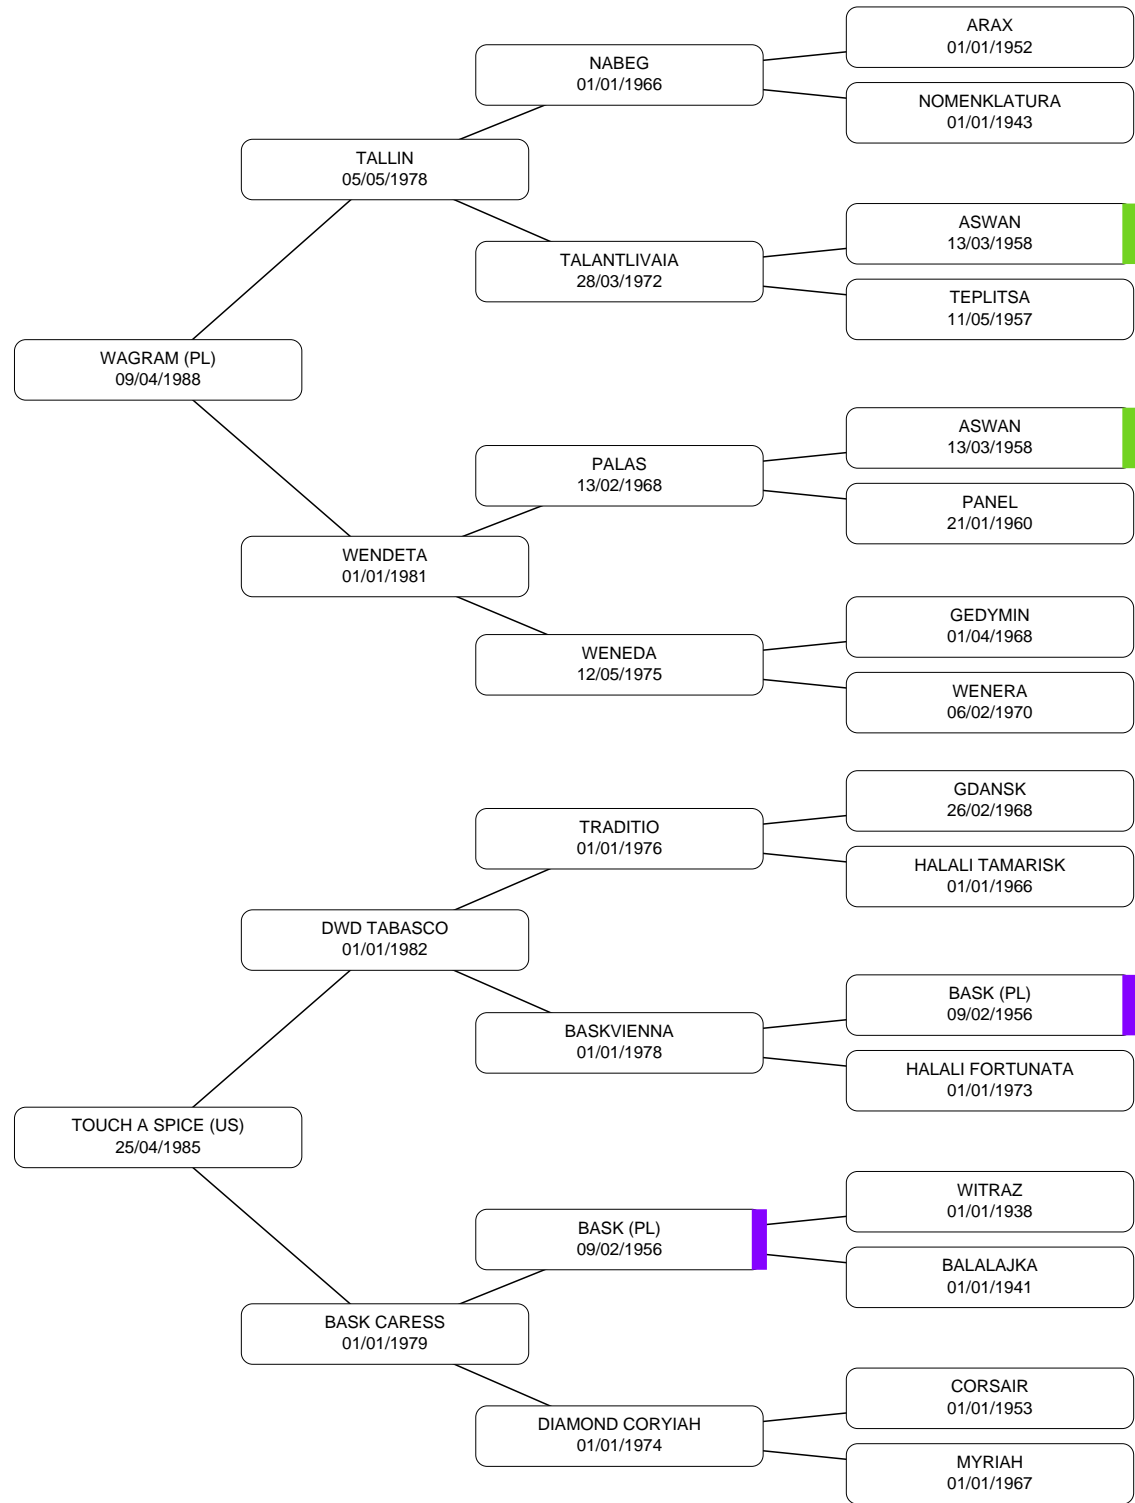 ARAX
01/01/1952
NABEG
01/01/1966
NOMENKLATURA
01/01/1943
TALLIN
05/05/1978
ASWAN
13/03/1958
TALANTLIVAIA
28/03/1972
TEPLITSA
11/05/1957
WAGRAM (PL)
09/04/1988
ASWAN
13/03/1958
PALAS
13/02/1968
PANEL
21/01/1960
WENDETA
01/01/1981
GEDYMIN
01/04/1968
WENEDA
12/05/1975
WENERA
06/02/1970
GDANSK
26/02/1968
TRADITIO
01/01/1976
HALALI TAMARISK
01/01/1966
DWD TABASCO
01/01/1982
BASK (PL)
09/02/1956
BASKVIENNA
01/01/1978
HALALI FORTUNATA
01/01/1973
TOUCH A SPICE (US)
25/04/1985
WITRAZ
01/01/1938
BASK (PL)
09/02/1956
BALALAJKA
01/01/1941
BASK CARESS
01/01/1979
CORSAIR
01/01/1953
DIAMOND CORYIAH
01/01/1974
MYRIAH
01/01/1967